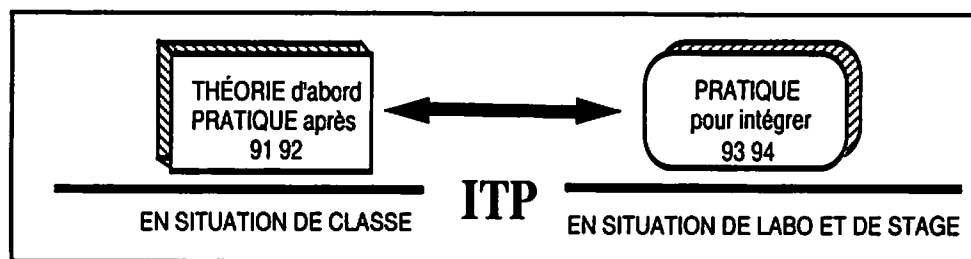 THÉORIE d'abord
PRATIQUE après
91 92
PRATIQUE
pour intégrer
93 94
ITP
EN SITUATION DE CLASSE
EN SITUATION DE LABO ET DE STAGE